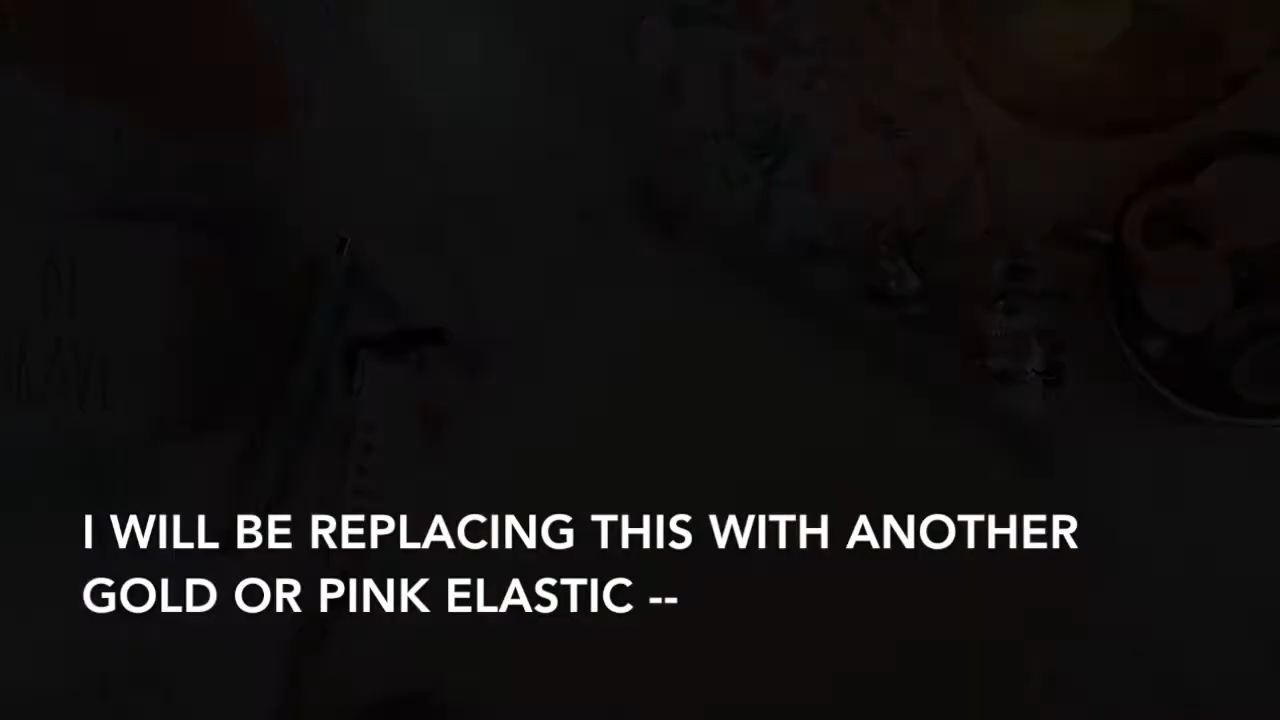 I WILL BE REPLACING THIS WITH ANOTHER
GOLD OR PINK ELASTIC --